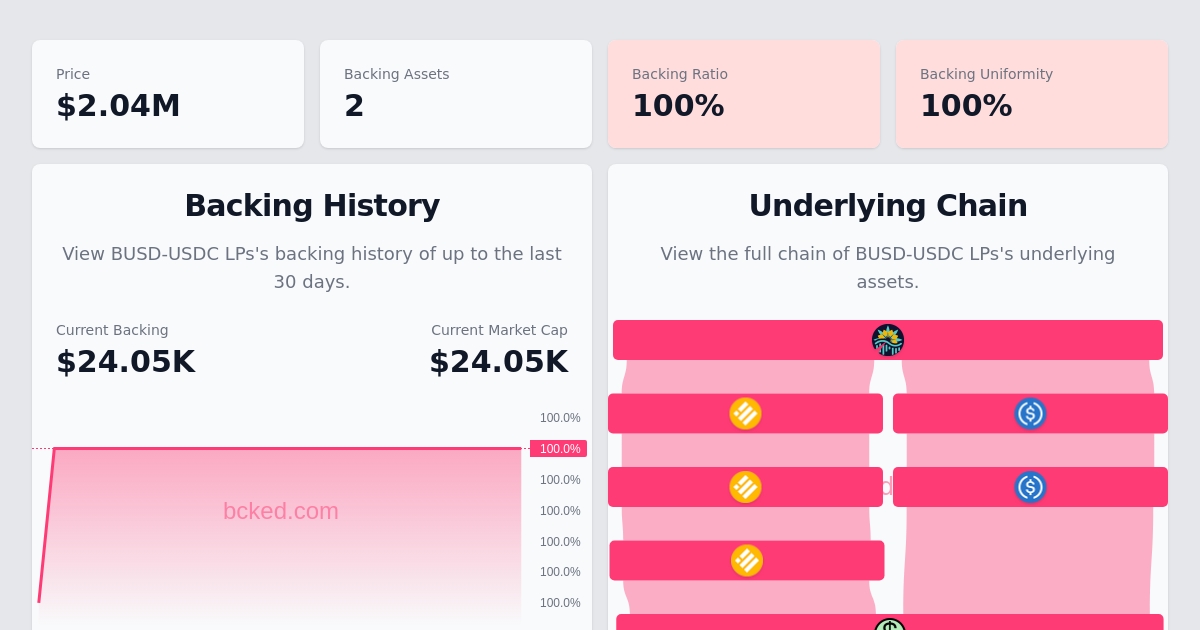 Price
$2.04M
Backing Assets
2
Backing Ratio
100%
Backing Uniformity
100%
Backing History
View BUSD-USDC LPs's backing history of up to the last
30 days.
Current Backing
$24.05K
Current Market Cap
$24.05K
100.0%
100.0%
100.0%
100.0%
100.0%
100.0%
100.0%
bcked.com
Underlying Chain
View the full chain of BUSD-USDC LPs's underlying
assets.
d